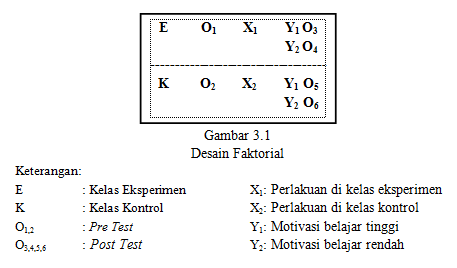 E O₁ X₁ Y₁ O₃
Y₂ O₄
K O₂ X₂ Y₁ O₅
Y₂ O₆
Gambar 3.1
Desain Faktorial
Keterangan:
E : Kelas Eksperimen X₁: Perlakuan di kelas eksperimen
K : Kelas Kontrol X₂: Perlakuan di kelas kontrol
O₁,₂ : Pre Test Y₁: Motivasi belajar tinggi
O₃,₄,₅,₆ : Post Test Y₂: Motivasi belajar rendah